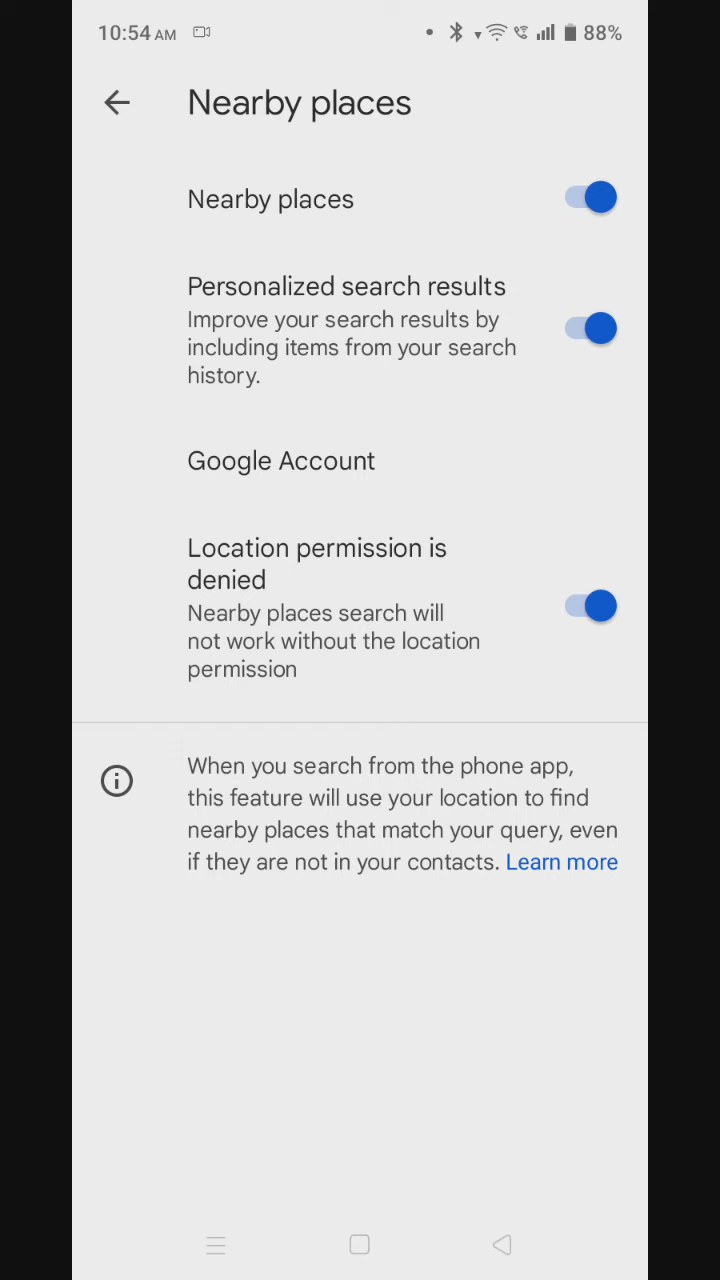 10:54 AM
88%
Nearby places
Nearby places
Personalized search results
Improve your search results by
including items from your search
history.
Google Account
Location permission is
denied
Nearby places search will
not work without the location
permission
When you search from the phone app,
this feature will use your location to find
nearby places that match your query, even
if they are not in your contacts. Learn more